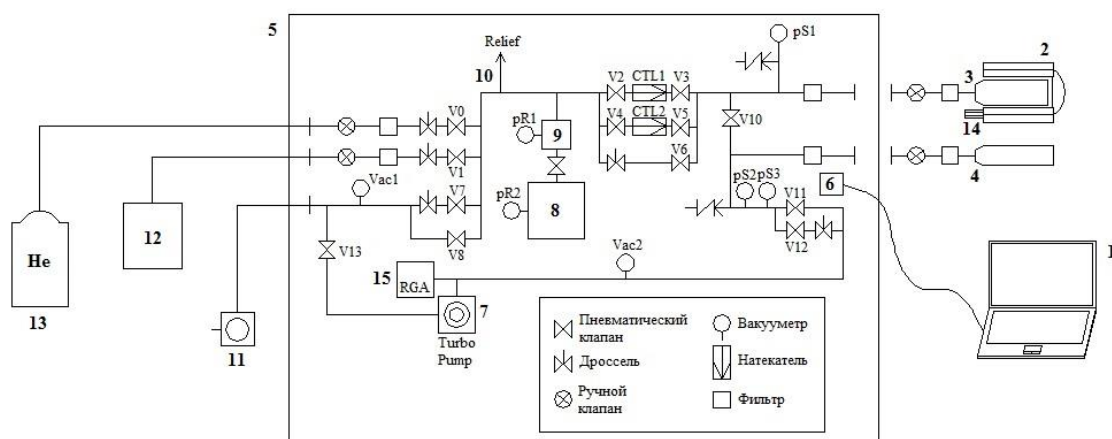 5
pS1
2
Relief
3
10
V2
CTL1
V3
V0
V4
CTL2
V5
14
pR1
9
V10
V1
V6
4
Vac1
pS2
pS3
6
V7
V11
pR2
8
12
He
V8
V12
Vac2
V13
15
RGA
1
13
7
11
Turbo
Pump
Пневматический
клапан
Вакууметр
Дроссель
Натекатель
Ручной
клапан
Фильтр